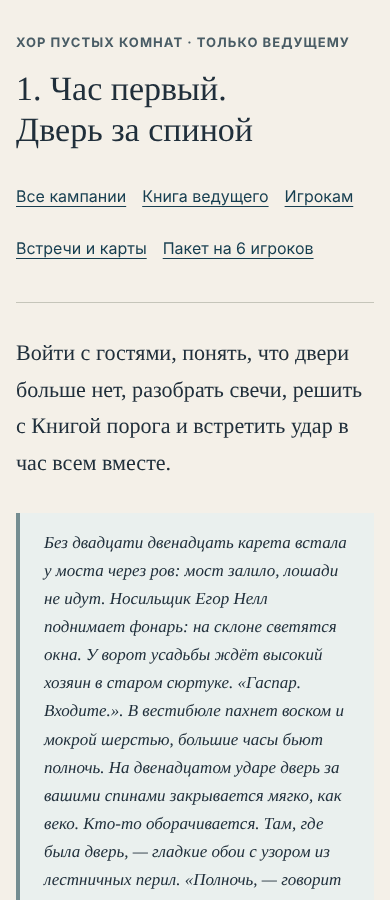 ХОР ПУСТЫХ КОМНАТ · ТОЛЬКО ВЕДУЩЕМУ
1. Час первый.
Дверь за спиной
Все кампании Книга ведущего Игрокам
Встречи и карты Пакет на 6 игроков
Войти с гостями, понять, что двери
больше нет, разобрать свечи, решить
с Книгой порога и встретить удар в
час всем вместе.
Без двадцати двенадцать карета встала
у моста через ров: мост залило, лошади
не идут. Носильщик Егор Нелл
поднимает фонарь: на склоне светятся
окна. У ворот усадьбы ждёт высокий
хозяин в старом сюртуке. «Гаспар.
Входите.». В вестибюле пахнет воском и
мокрой шерстью, большие часы бьют
полночь. На двенадцатом ударе дверь за
вашими спинами закрывается мягко, как
веко. Кто-то оборачивается. Там, где
была дверь, — гладкие обои с узором из
лестничных перил. «Полночь, — говорит